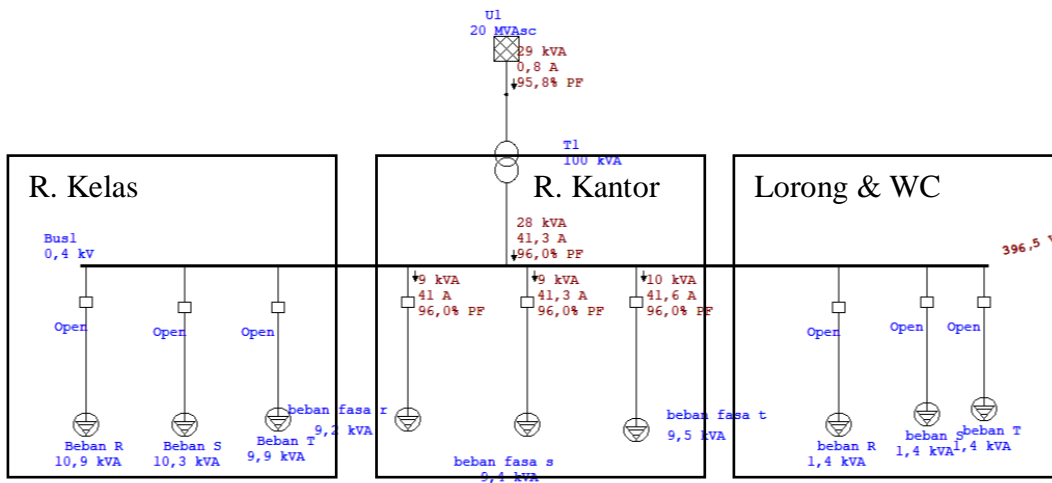 U1
20 MVAsc
29 kVA
0,8 A
95,8% PF
T1
100 kVA
R. Kelas
R. Kantor
Lorong & WC
28 kVA
41,3 A
96,0% PF
Bus1
0,4 kV
396,5
9 kVA
41 A
96,0% PF
9 kVA
41,3 A
96,0% PF
10 kVA
41,6 A
96,0% PF
Open
Open
Open
Open
Open
Open
Beban R
10,9 kVA
Beban S
10,3 kVA
Beban T
9,9 kVA
beban fasa r
9,2 kVA
beban fasa s
9,4 kVA
beban fasa t
9,5 kVA
beban R
1,4 kVA
beban S
1,4 kVA
beban T
1,4 kVA